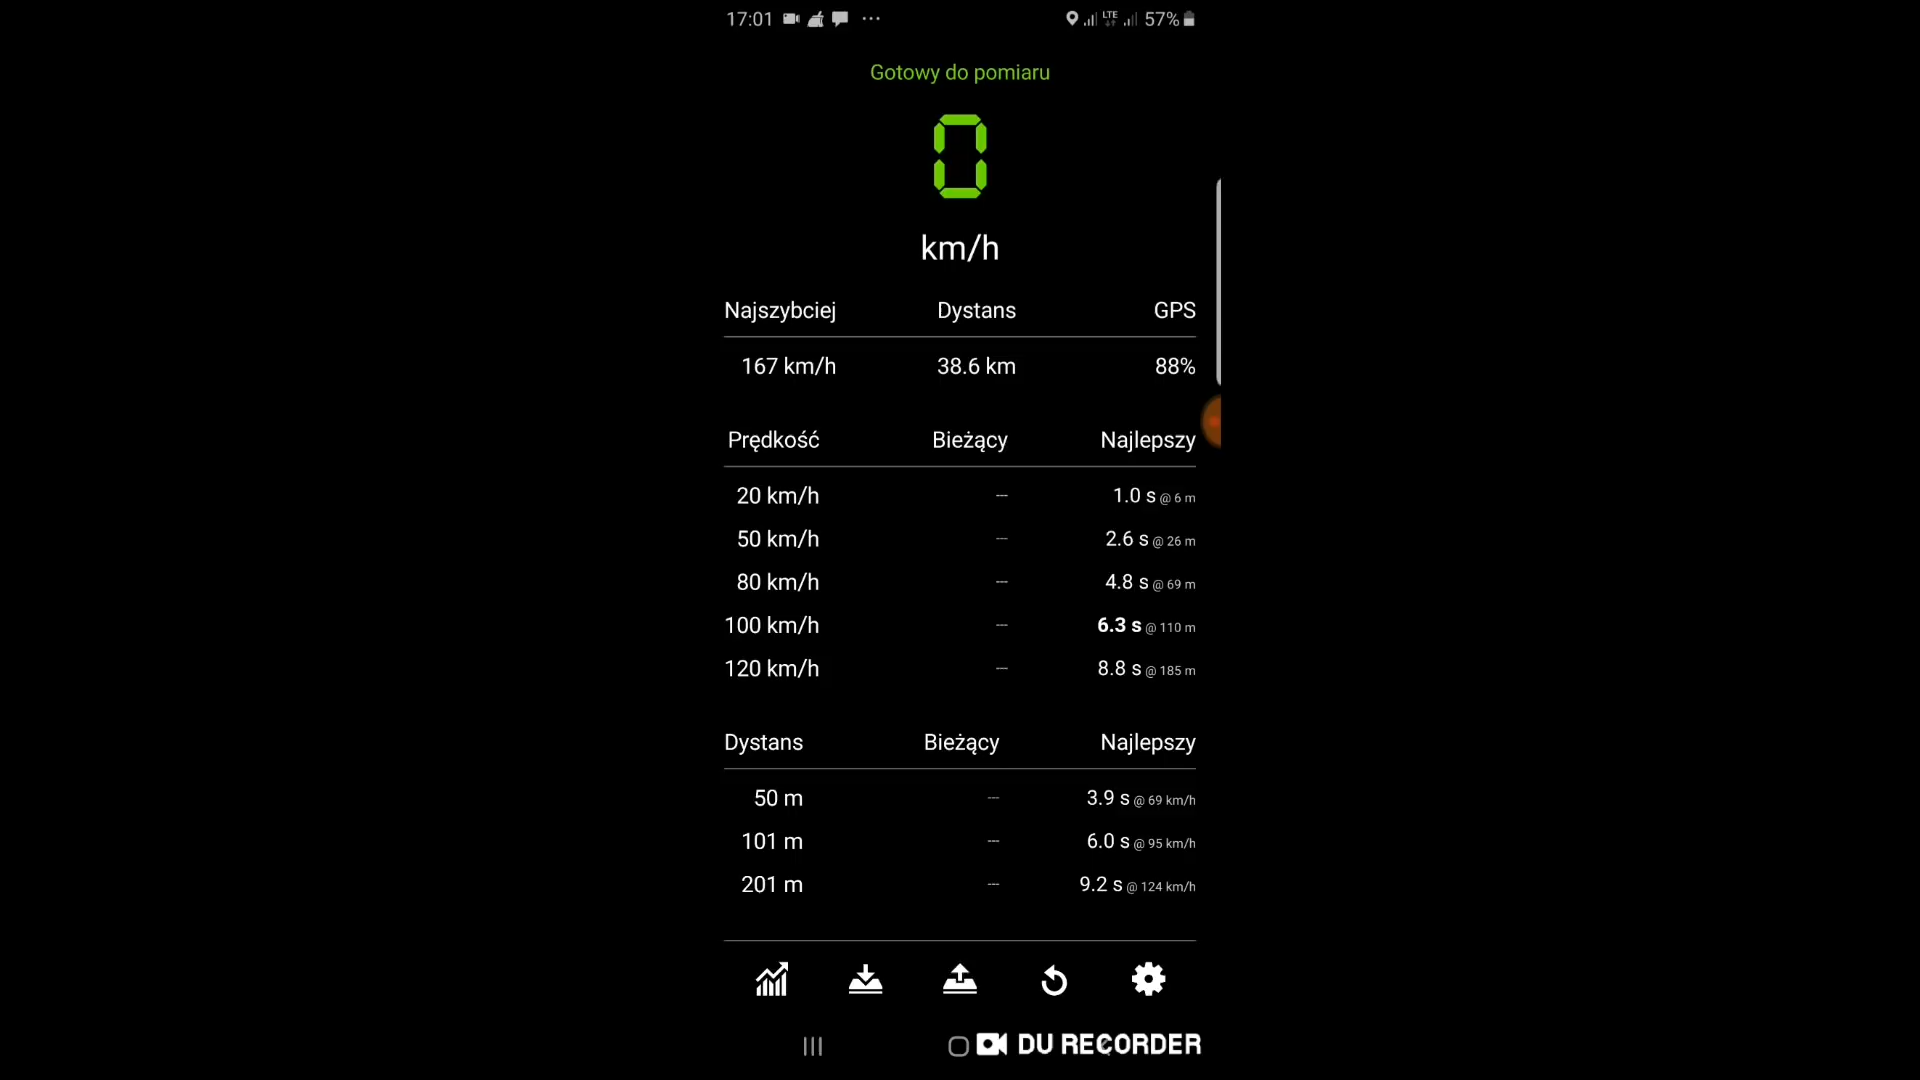 17:01 LTE 57%
Gotowy do pomiaru
0
km/h
Najszybciej Dystans GPS
167 km/h 38.6 km 88%
Prędkość Bieżący Najlepszy
20 km/h --- 1.0 s @ 6 m
50 km/h --- 2.6 s @ 26 m
80 km/h --- 4.8 s @ 69 m
100 km/h --- 6.3 s @ 110 m
120 km/h --- 8.8 s @ 185 m
Dystans Bieżący Najlepszy
50 m --- 3.9 s @ 69 km/h
101 m --- 6.0 s @ 95 km/h
201 m --- 9.2 s @ 124 km/h
DU RECORDER